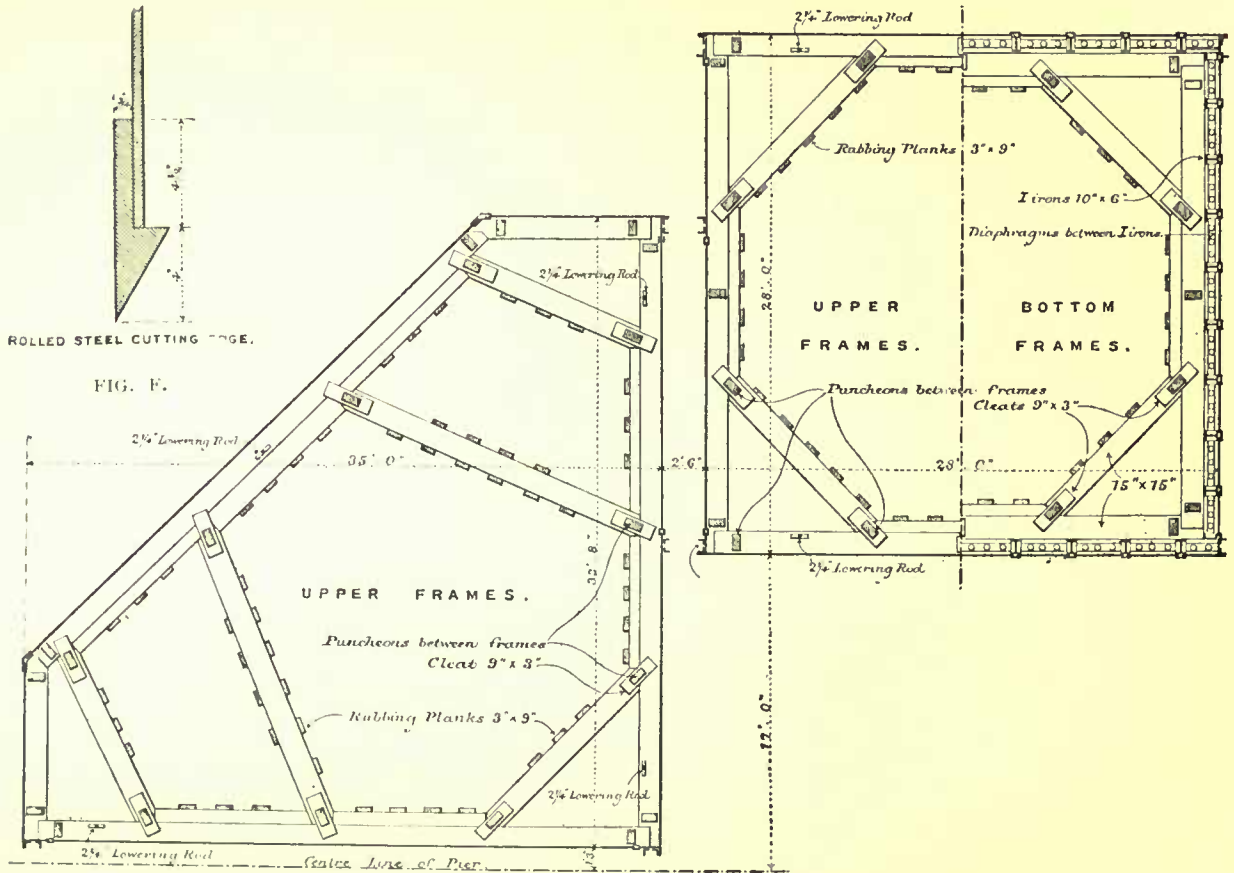 2¼" Lowering Rod
Rubbing Planks 3" × 9"
I irons 10" × 6"
Diaphragms between I irons.
28'. 0"
UPPER
FRAMES.
BOTTOM
FRAMES.
Puncheons between frames
Cleats 9" × 3"
28'. 0"
15" × 15"
2¼" Lowering Rod
4"
ROLLED STEEL CUTTING EDGE.
FIG. F.
2¼" Lowering Rod
2¼" Lowering Rod
35'. 0"
2'. 6"
UPPER FRAMES.
Puncheons between frames
Cleat 9" × 3"
Rubbing Planks 3" × 9"
2¼" Lowering Rod
2¼" Lowering Rod
Centre Line of Pier